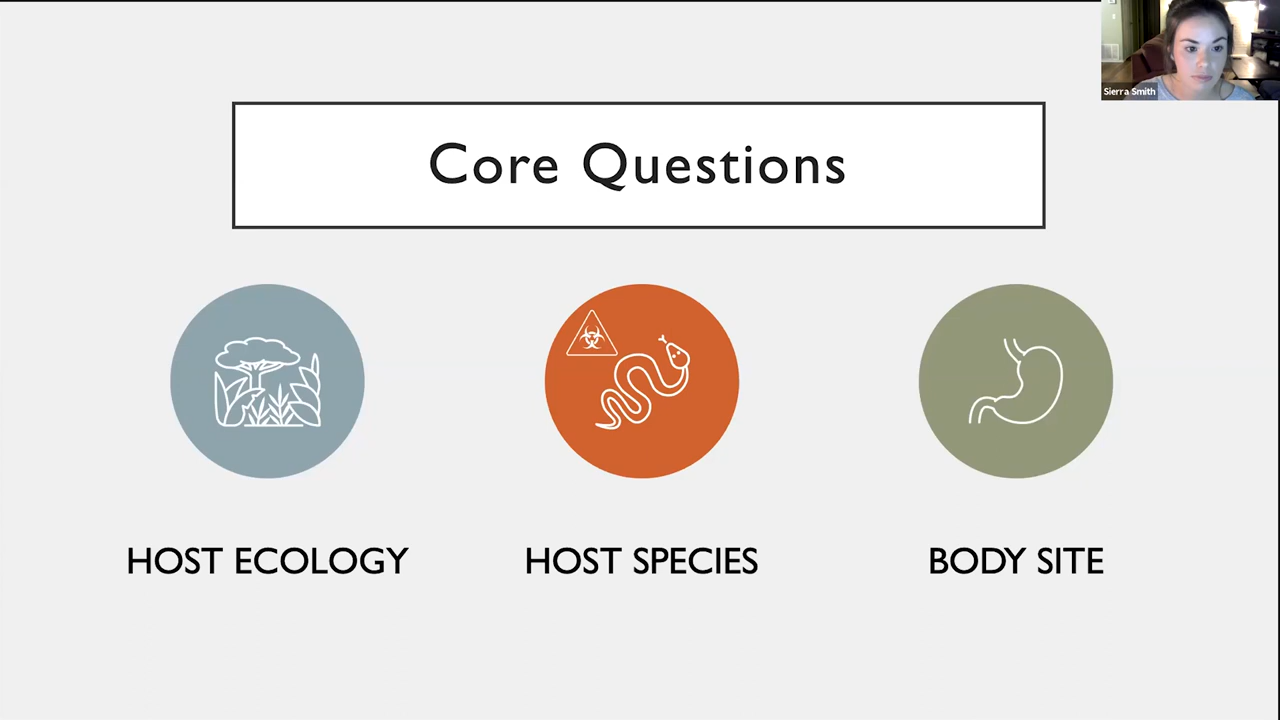 Sierra Smith
Core Questions
HOST ECOLOGY
HOST SPECIES
BODY SITE